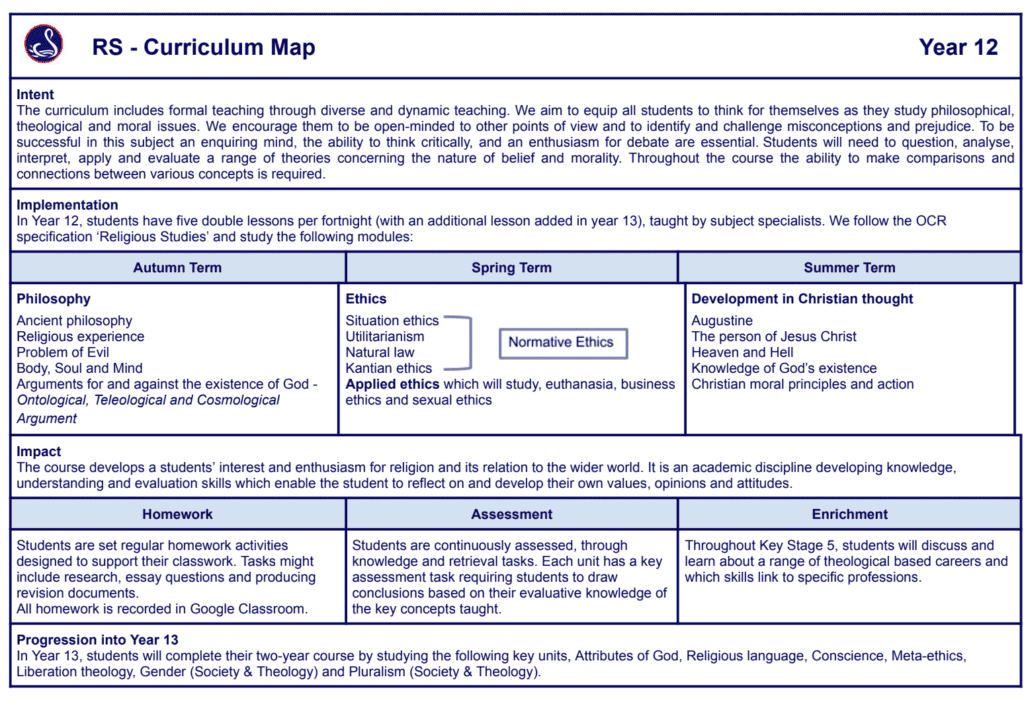 RS - Curriculum Map
Year 12
Intent
The curriculum includes formal teaching through diverse and dynamic teaching. We aim to equip all students to think for themselves as they study philosophical,
theological and moral issues. We encourage them to be open-minded to other points of view and to identify and challenge misconceptions and prejudice. To be
successful in this subject an enquiring mind, the ability to think critically, and an enthusiasm for debate are essential. Students will need to question, analyse,
interpret, apply and evaluate a range of theories concerning the nature of belief and morality. Throughout the course the ability to make comparisons and
connections between various concepts is required.
Implementation
In Year 12, students have five double lessons per fortnight (with an additional lesson added in year 13), taught by subject specialists. We follow the OCR
specification ‘Religious Studies’ and study the following modules:
Autumn Term
Spring Term
Summer Term
Philosophy
Ancient philosophy
Religious experience
Problem of Evil
Body, Soul and Mind
Arguments for and against the existence of God -
Ontological, Teleological and Cosmological
Argument
Ethics
Situation ethics
Utilitarianism
Natural law
Kantian ethics
Normative Ethics
Applied ethics which will study, euthanasia, business
ethics and sexual ethics
Development in Christian thought
Augustine
The person of Jesus Christ
Heaven and Hell
Knowledge of God’s existence
Christian moral principles and action
Impact
The course develops a students’ interest and enthusiasm for religion and its relation to the wider world. It is an academic discipline developing knowledge,
understanding and evaluation skills which enable the student to reflect on and develop their own values, opinions and attitudes.
Homework
Assessment
Enrichment
Students are set regular homework activities
designed to support their classwork. Tasks might
include research, essay questions and producing
revision documents.
All homework is recorded in Google Classroom.
Students are continuously assessed, through
knowledge and retrieval tasks. Each unit has a key
assessment task requiring students to draw
conclusions based on their evaluative knowledge of
the key concepts taught.
Throughout Key Stage 5, students will discuss and
learn about a range of theological based careers and
which skills link to specific professions.
Progression into Year 13
In Year 13, students will complete their two-year course by studying the following key units, Attributes of God, Religious language, Conscience, Meta-ethics,
Liberation theology, Gender (Society & Theology) and Pluralism (Society & Theology).